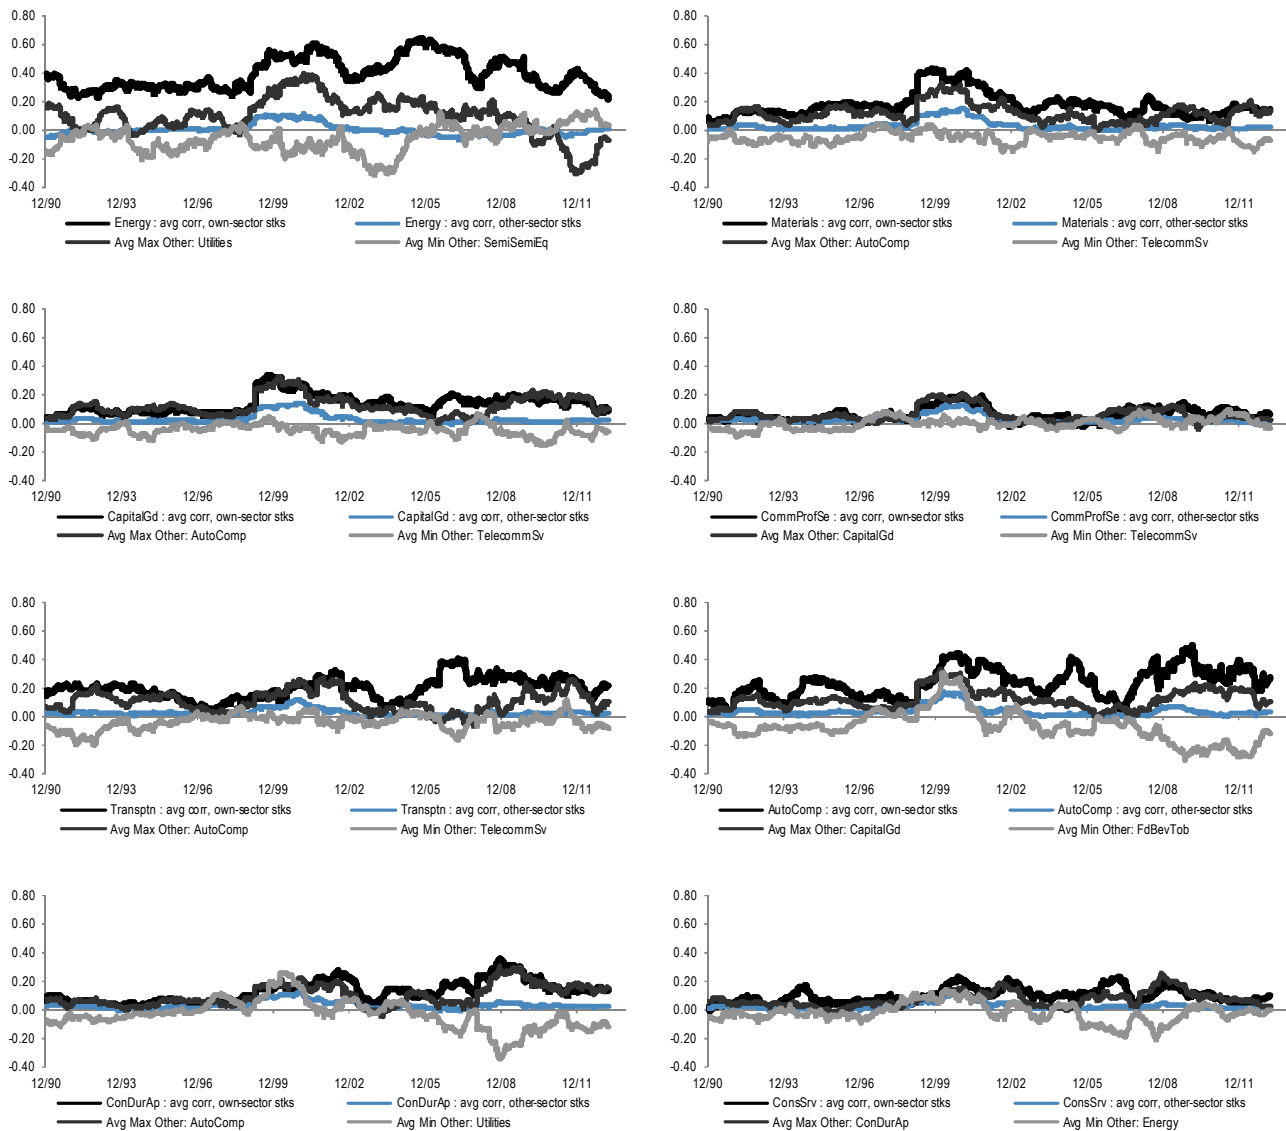 0.80
0.60
0.40
0.20
0.00
-0.20
-0.40
12/90 12/93 12/96 12/99 12/02 12/05 12/08 12/11
Energy : avg corr, own-sector stks Energy : avg corr, other-sector stks
Avg Max Other: Utilities Avg Min Other: SemiSemiEq
0.80
0.60
0.40
0.20
0.00
-0.20
-0.40
12/90 12/93 12/96 12/99 12/02 12/05 12/08 12/11
Materials : avg corr, own-sector stks Materials : avg corr, other-sector stks
Avg Max Other: AutoComp Avg Min Other: TelecommSv
0.80
0.60
0.40
0.20
0.00
-0.20
-0.40
12/90 12/93 12/96 12/99 12/02 12/05 12/08 12/11
CapitalGd : avg corr, own-sector stks CapitalGd : avg corr, other-sector stks
Avg Max Other: AutoComp Avg Min Other: TelecommSv
0.80
0.60
0.40
0.20
0.00
-0.20
-0.40
12/90 12/93 12/96 12/99 12/02 12/05 12/08 12/11
CommProfSe : avg corr, own-sector stks CommProfSe : avg corr, other-sector stks
Avg Max Other: CapitalGd Avg Min Other: TelecommSv
0.80
0.60
0.40
0.20
0.00
-0.20
-0.40
12/90 12/93 12/96 12/99 12/02 12/05 12/08 12/11
Transptn : avg corr, own-sector stks Transptn : avg corr, other-sector stks
Avg Max Other: AutoComp Avg Min Other: TelecommSv
0.80
0.60
0.40
0.20
0.00
-0.20
-0.40
12/90 12/93 12/96 12/99 12/02 12/05 12/08 12/11
AutoComp : avg corr, own-sector stks AutoComp : avg corr, other-sector stks
Avg Max Other: CapitalGd Avg Min Other: FdBevTob
0.80
0.60
0.40
0.20
0.00
-0.20
-0.40
12/90 12/93 12/96 12/99 12/02 12/05 12/08 12/11
ConDurAp : avg corr, own-sector stks ConDurAp : avg corr, other-sector stks
Avg Max Other: AutoComp Avg Min Other: Utilities
0.80
0.60
0.40
0.20
0.00
-0.20
-0.40
12/90 12/93 12/96 12/99 12/02 12/05 12/08 12/11
ConsSrv : avg corr, own-sector stks ConsSrv : avg corr, other-sector stks
Avg Max Other: ConDurAp Avg Min Other: Energy